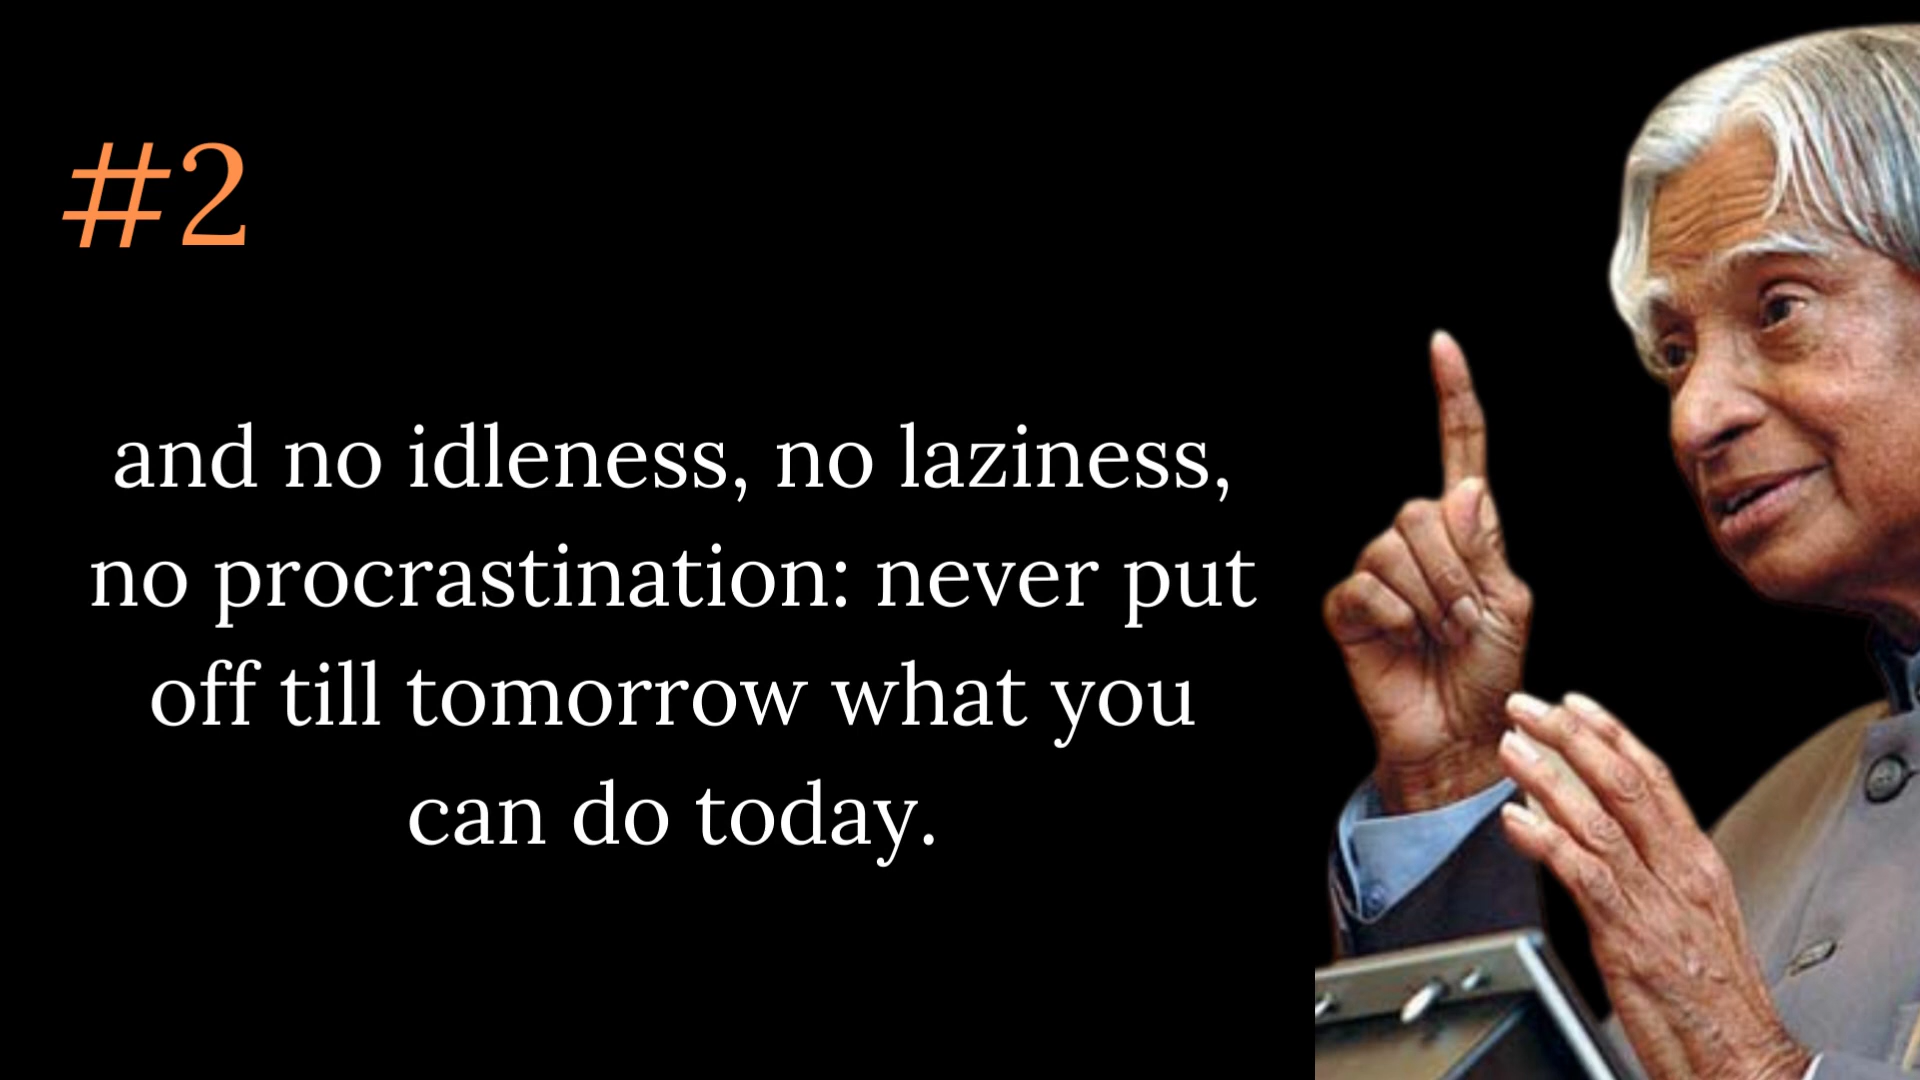 #2
and no idleness, no laziness,
no procrastination: never put
off till tomorrow what you
can do today.